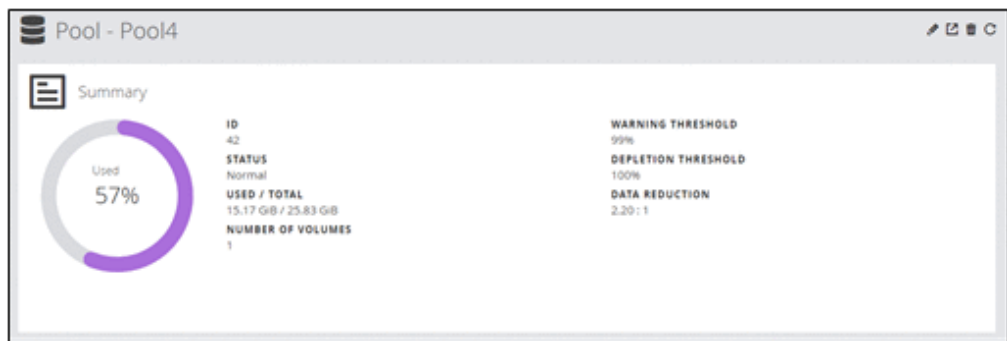 Pool - Pool4
Summary
Used
57%
ID
42
STATUS
Normal
USED / TOTAL
15.17 GiB / 25.83 GiB
NUMBER OF VOLUMES
1
WARNING THRESHOLD
99%
DEPLETION THRESHOLD
100%
DATA REDUCTION
2.20 : 1